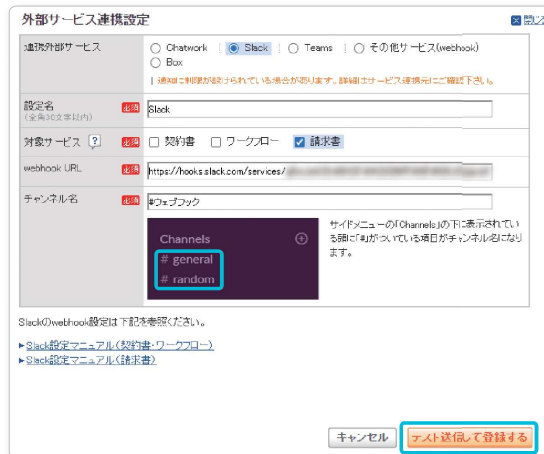 外部サービス連携設定
閉じる
連携外部サービス
Chatwork Slack Teams その他サービス(webhook)
Box
通知に制限が設けられている場合があります。詳細はサービス連携元にご確認下さい。
設定名 必須 Slack
(全角30文字以内)
対象サービス ? 必須 契約書 ワークフロー 請求書
webhook URL 必須 https://hooks.slack.com/services/
チャンネル名 必須 #ウェブフック
Channels
# general
# random
サイドメニューの「Channels」の下に表示されてい
る頭に「#」がついている項目がチャンネル名になり
ます。
Slackのwebhook設定は下記を参照ください。
▶Slack設定マニュアル(契約書・ワークフロー)
▶Slack設定マニュアル(請求書)
キャンセル テスト送信して登録する